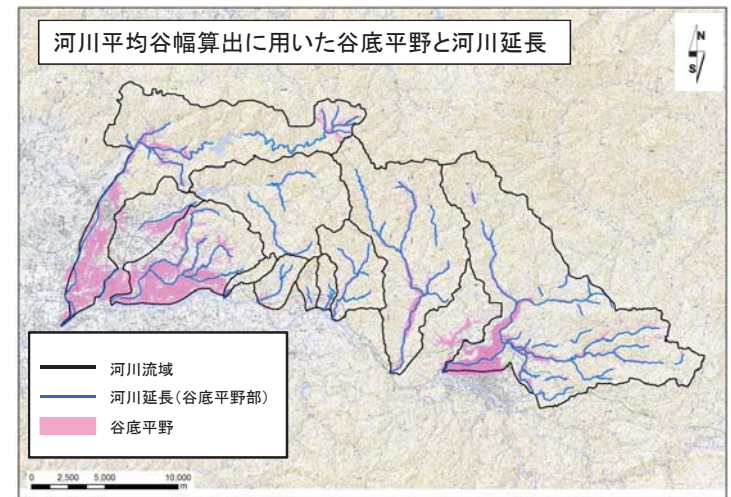 河川平均谷幅算出に用いた谷底平野と河川延長
N
S
河川流域
河川延長(谷底平野部)
谷底平野
0 2,500 5,000 10,000
m